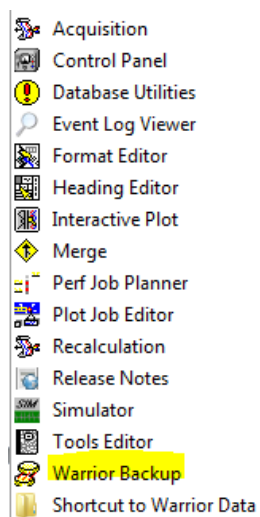 Acquisition
Control Panel
Database Utilities
Event Log Viewer
Format Editor
Heading Editor
Interactive Plot
Merge
Perf Job Planner
Plot Job Editor
Recalculation
Release Notes
SIM Simulator
Tools Editor
Warrior Backup
Shortcut to Warrior Data